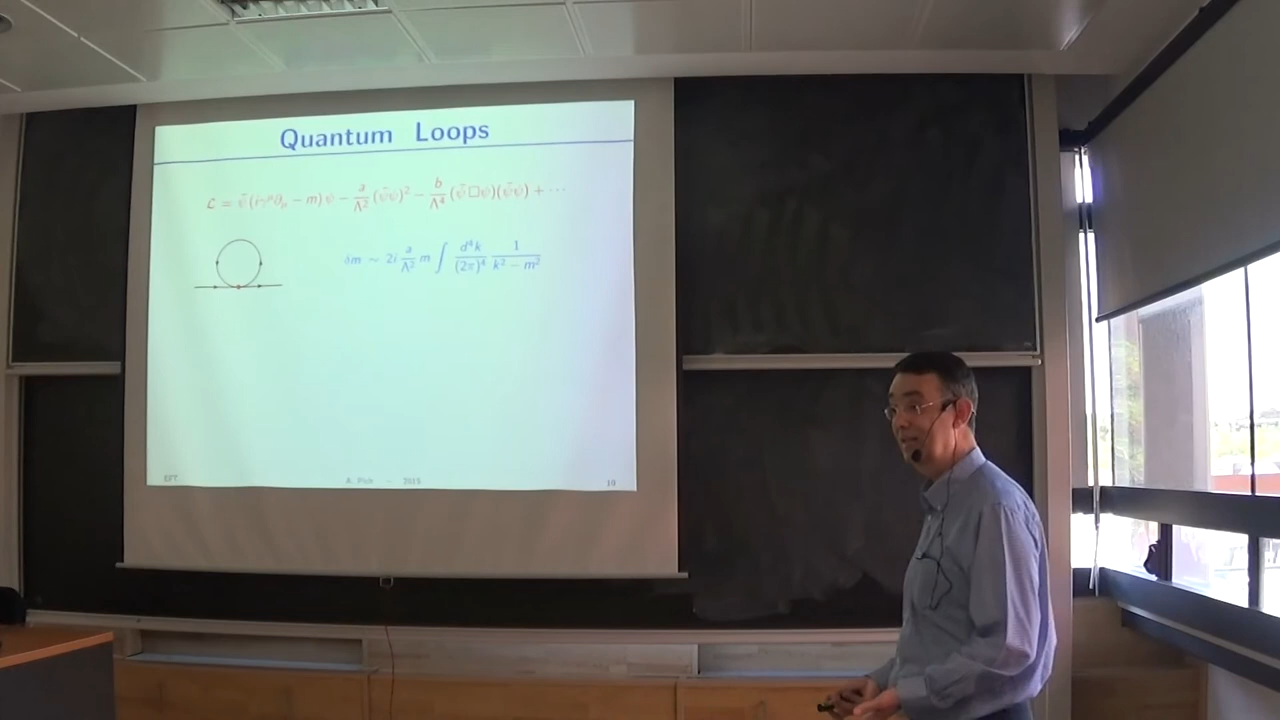 Quantum Loops
ℒ = ψ̄ (iγ^μ ∂_μ − m) ψ − a/Λ² (ψ̄ψ)² − b/Λ⁴ (ψ̄□ψ)(ψ̄ψ) + ⋯
δm ∼ 2i a/Λ² m ∫ d⁴k/(2π)⁴ 1/(k² − m²)
EFT A. Pich – 2015 10